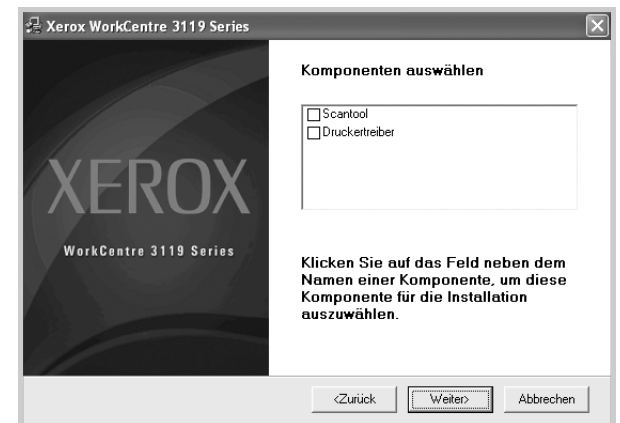 Xerox WorkCentre 3119 Series
Komponenten auswählen
Scantool
Druckertreiber
XEROX
WorkCentre 3119 Series
Klicken Sie auf das Feld neben dem
Namen einer Komponente, um diese
Komponente für die Installation
auszuwählen.
<Zurück
Weiter>
Abbrechen